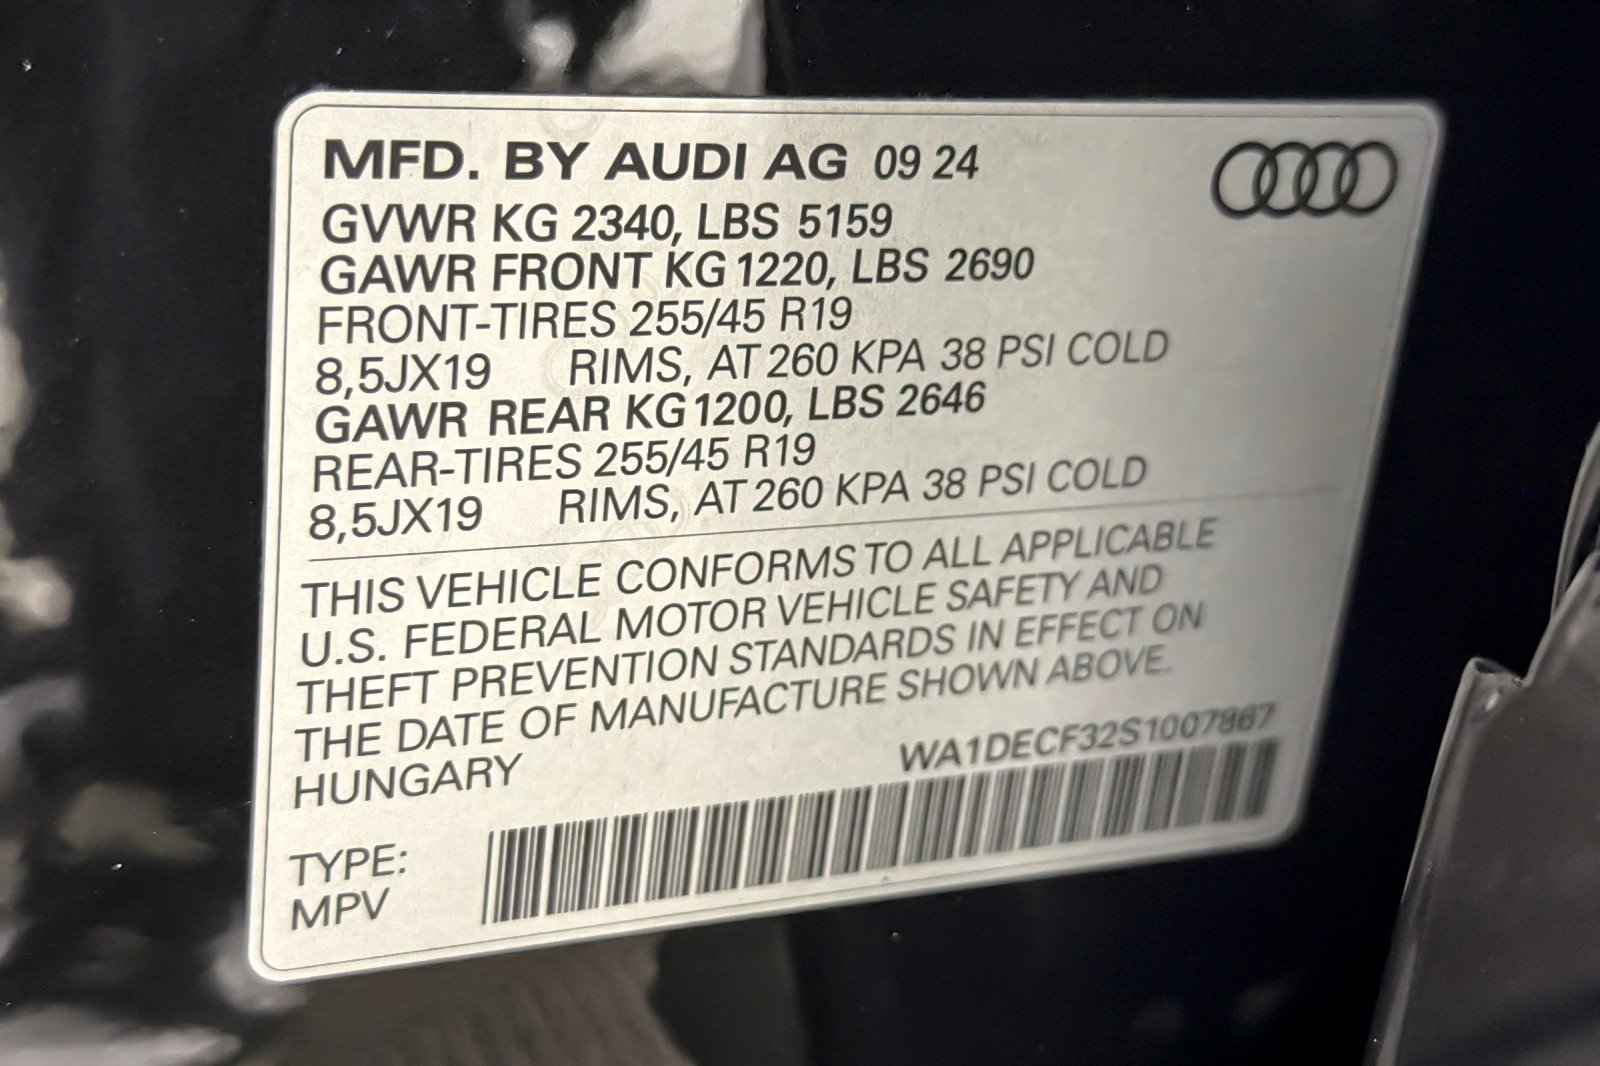 MFD. BY AUDI AG 09 24
GVWR KG 2340, LBS 5159
GAWR FRONT KG 1220, LBS 2690
FRONT-TIRES 255/45 R19
8,5JX19 RIMS, AT 260 KPA 38 PSI COLD
GAWR REAR KG 1200, LBS 2646
REAR-TIRES 255/45 R19
8,5JX19 RIMS, AT 260 KPA 38 PSI COLD
THIS VEHICLE CONFORMS TO ALL APPLICABLE
U.S. FEDERAL MOTOR VEHICLE SAFETY AND
THEFT PREVENTION STANDARDS IN EFFECT ON
THE DATE OF MANUFACTURE SHOWN ABOVE.
HUNGARY
WA1DECF32S1007867
TYPE:
MPV